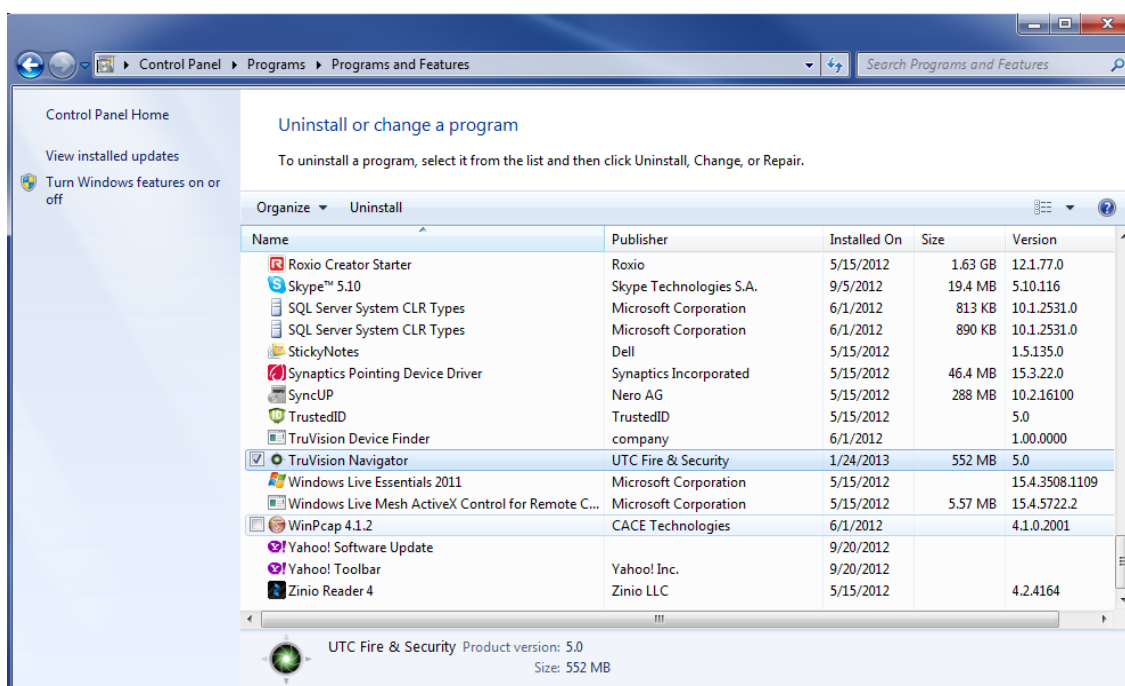 Control Panel Programs Programs and Features Search Programs and Features
Control Panel Home
View installed updates
Turn Windows features on or
off
Uninstall or change a program
To uninstall a program, select it from the list and then click Uninstall, Change, or Repair.
Organize Uninstall
Name Publisher Installed On Size Version
Roxio Creator Starter Roxio 5/15/2012 1.63 GB 12.1.77.0
Skype™ 5.10 Skype Technologies S.A. 9/5/2012 19.4 MB 5.10.116
SQL Server System CLR Types Microsoft Corporation 6/1/2012 813 KB 10.1.2531.0
SQL Server System CLR Types Microsoft Corporation 6/1/2012 890 KB 10.1.2531.0
StickyNotes Dell 5/15/2012 1.5.135.0
Synaptics Pointing Device Driver Synaptics Incorporated 5/15/2012 46.4 MB 15.3.22.0
SyncUP Nero AG 5/15/2012 288 MB 10.2.16100
TrustedID TrustedID 5/15/2012 5.0
TruVision Device Finder company 6/1/2012 1.00.0000
TruVision Navigator UTC Fire & Security 1/24/2013 552 MB 5.0
Windows Live Essentials 2011 Microsoft Corporation 5/15/2012 15.4.3508.1109
Windows Live Mesh ActiveX Control for Remote C... Microsoft Corporation 5/15/2012 5.57 MB 15.4.5722.2
WinPcap 4.1.2 CACE Technologies 6/1/2012 4.1.0.2001
Yahoo! Software Update 9/20/2012
Yahoo! Toolbar Yahoo! Inc. 9/20/2012
Zinio Reader 4 Zinio LLC 5/15/2012 4.2.4164
UTC Fire & Security Product version: 5.0
Size: 552 MB